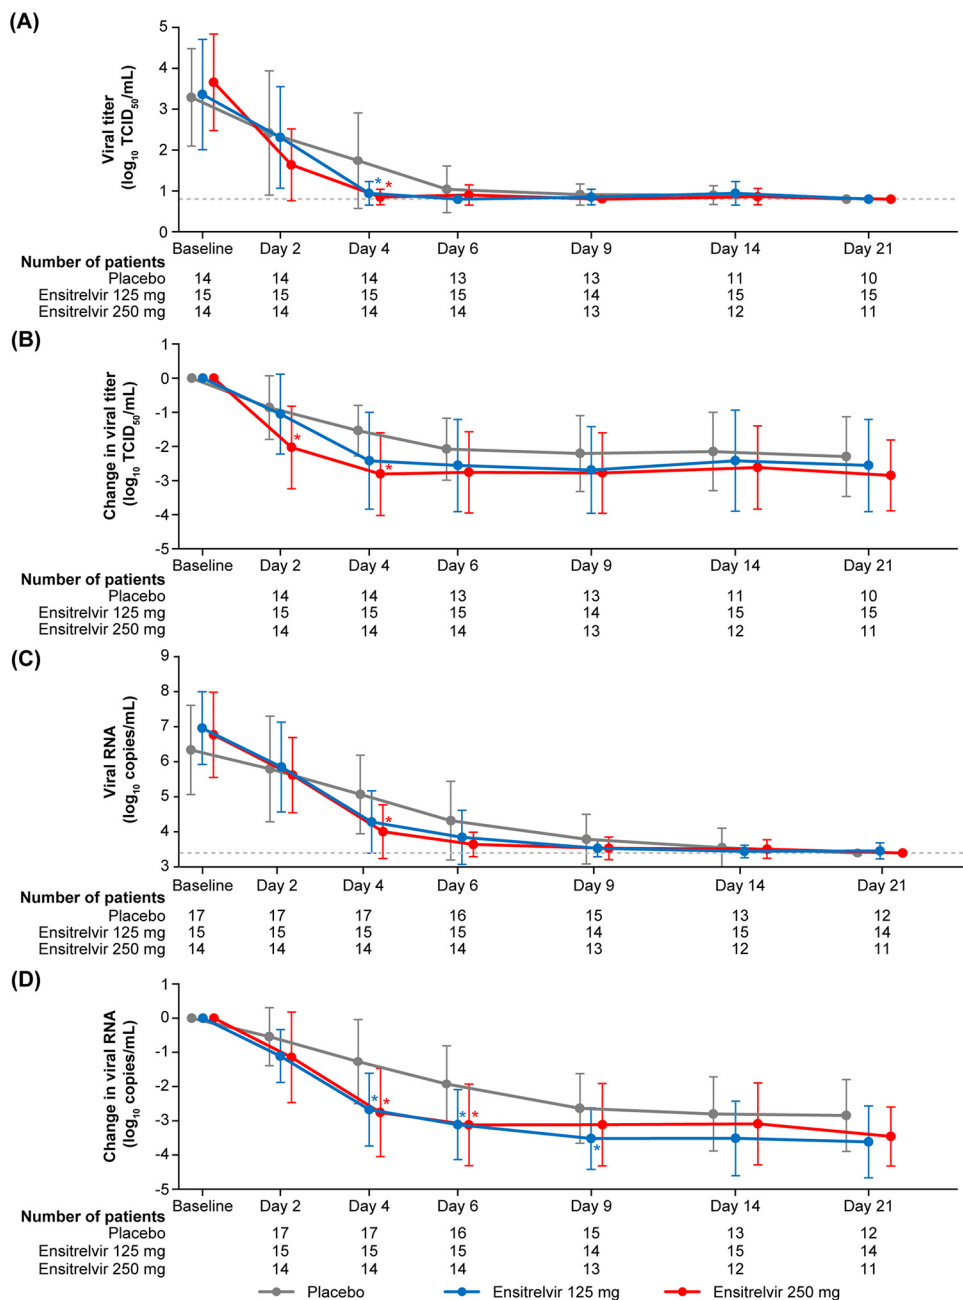 (A)
Viral titer
(log10 TCID50/mL)
5
4
3
2
1
0
* *
Baseline Day 2 Day 4 Day 6 Day 9 Day 14 Day 21
Number of patients
Placebo 14 14 14 13 13 11 10
Ensitrelvir 125 mg 15 15 15 15 14 15 15
Ensitrelvir 250 mg 14 14 14 14 13 12 11
(B)
Change in viral titer
(log10 TCID50/mL)
1
0
-1
-2
-3
-4
-5
* *
Baseline Day 2 Day 4 Day 6 Day 9 Day 14 Day 21
Number of patients
Placebo 14 14 13 13 11 10
Ensitrelvir 125 mg 15 15 15 14 15 15
Ensitrelvir 250 mg 14 14 14 13 12 11
(C)
Viral RNA
(log10 copies/mL)
9
8
7
6
5
4
3
*
Baseline Day 2 Day 4 Day 6 Day 9 Day 14 Day 21
Number of patients
Placebo 17 17 17 16 15 13 12
Ensitrelvir 125 mg 15 15 15 15 14 15 14
Ensitrelvir 250 mg 14 14 14 14 13 12 11
(D)
Change in viral RNA
(log10 copies/mL)
1
0
-1
-2
-3
-4
-5
* * * * *
Baseline Day 2 Day 4 Day 6 Day 9 Day 14 Day 21
Number of patients
Placebo 17 17 16 15 13 12
Ensitrelvir 125 mg 15 15 15 14 15 14
Ensitrelvir 250 mg 14 14 14 13 12 11
Placebo Ensitrelvir 125 mg Ensitrelvir 250 mg